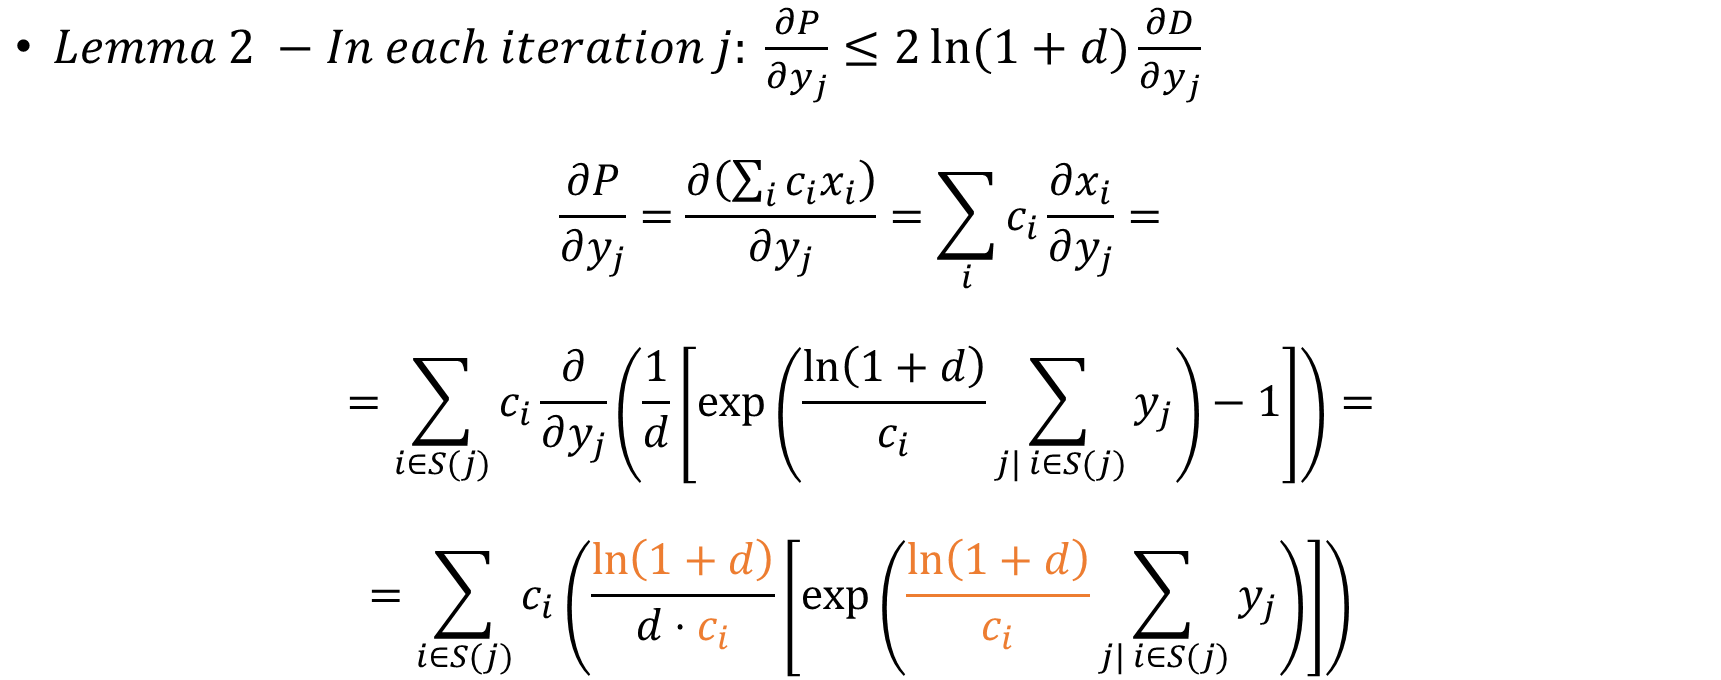 • Lemma 2 − In each iteration j: ∂P/∂y_j ≤ 2 ln(1 + d) ∂D/∂y_j
∂P/∂y_j = ∂(∑_i c_i x_i)/∂y_j = ∑_i c_i ∂x_i/∂y_j =
= ∑_{i∈S(j)} c_i ∂/∂y_j (1/d [exp(ln(1 + d)/c_i ∑_{j| i∈S(j)} y_j) − 1]) =
= ∑_{i∈S(j)} c_i (ln(1 + d)/(d · c_i) [exp(ln(1 + d)/c_i ∑_{j| i∈S(j)} y_j)])